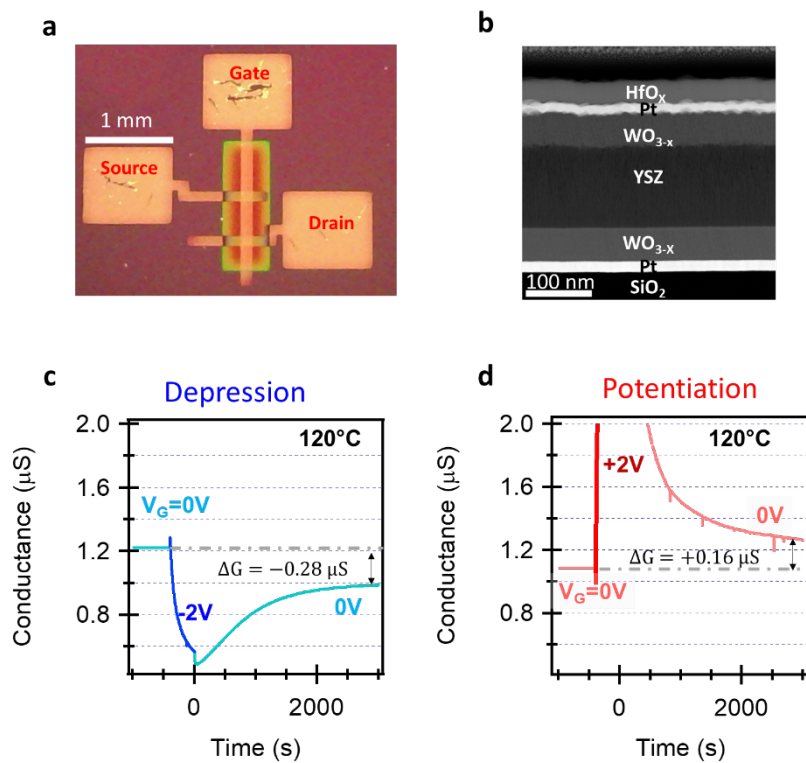 a
Gate
1 mm
Source
Drain
b
HfOₓ
Pt
WO₃₋ₓ
YSZ
WO₃₋X
Pt
100 nm
SiO₂
c
Depression
2.0
1.6
1.2
0.8
Conductance (μS)
120°C
V_G=0V
ΔG = −0.28 μS
-2V
0V
0
2000
Time (s)
d
Potentiation
2.0
1.6
1.2
0.8
Conductance (μS)
120°C
+2V
0V
ΔG = +0.16 μS
V_G=0V
0
2000
Time (s)